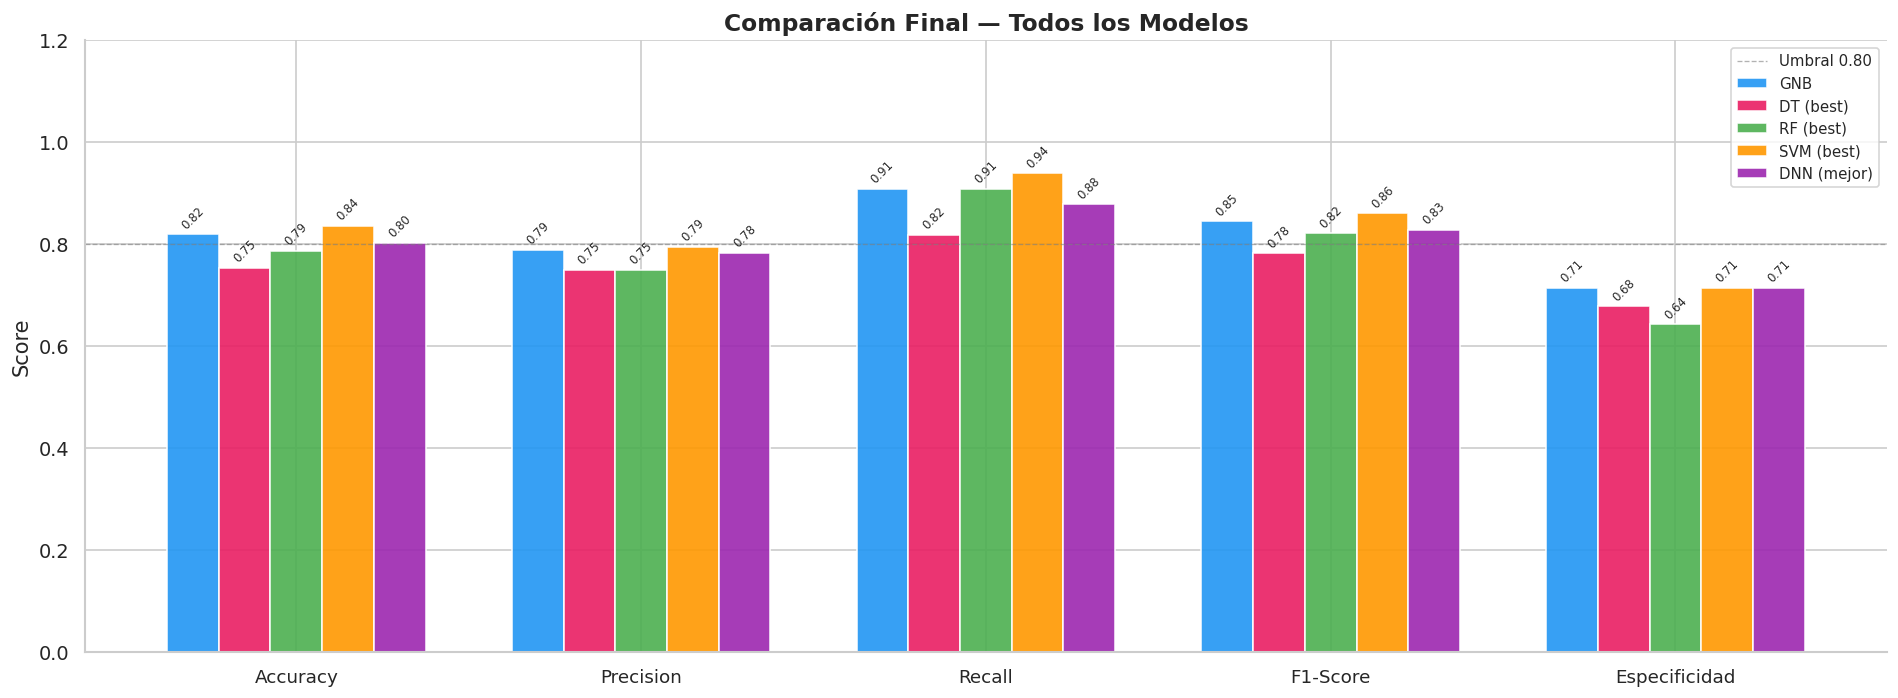 Comparación Final — Todos los Modelos
Score
1.2
1.0
0.8
0.6
0.4
0.2
0.0
Umbral 0.80
GNB
DT (best)
RF (best)
SVM (best)
DNN (mejor)
0.82 0.75 0.79 0.84 0.80
0.79 0.75 0.75 0.79 0.78
0.91 0.82 0.91 0.94 0.88
0.85 0.78 0.82 0.86 0.83
0.71 0.68 0.64 0.71 0.71
Accuracy Precision Recall F1-Score Especificidad